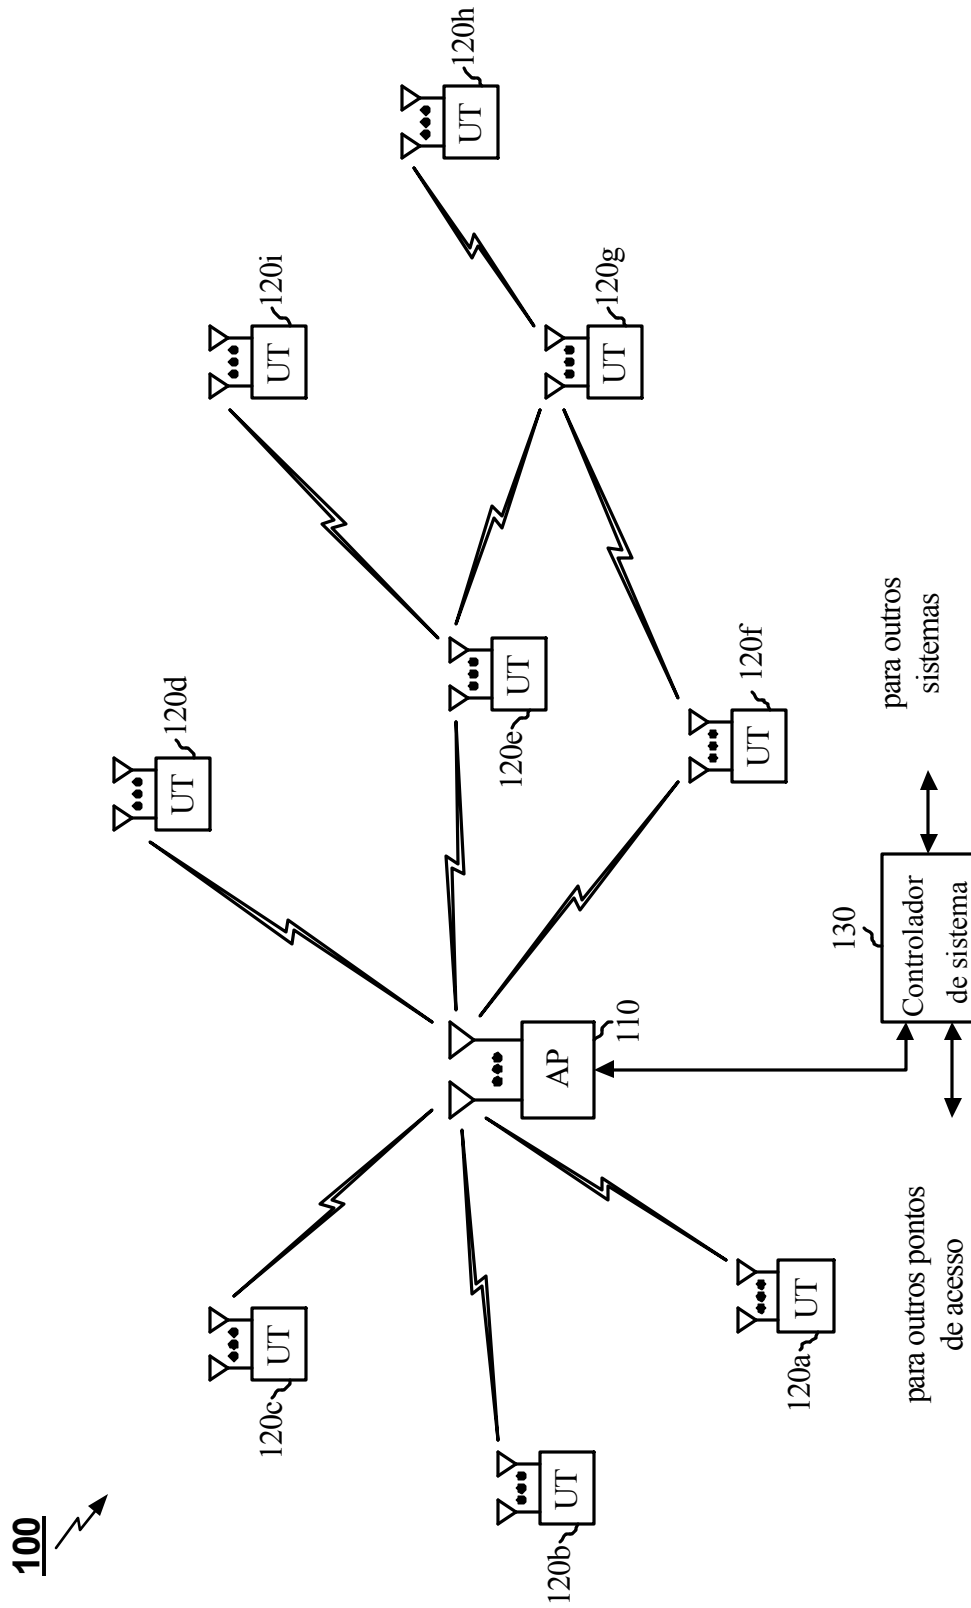 100
UT
120d
120c
UT
UT
120i
UT
120h
120e
UT
120b
UT
AP
110
UT
120g
UT
120f
120a
UT
130
para outros pontos
de acesso
Controlador
de sistema
para outros
sistemas